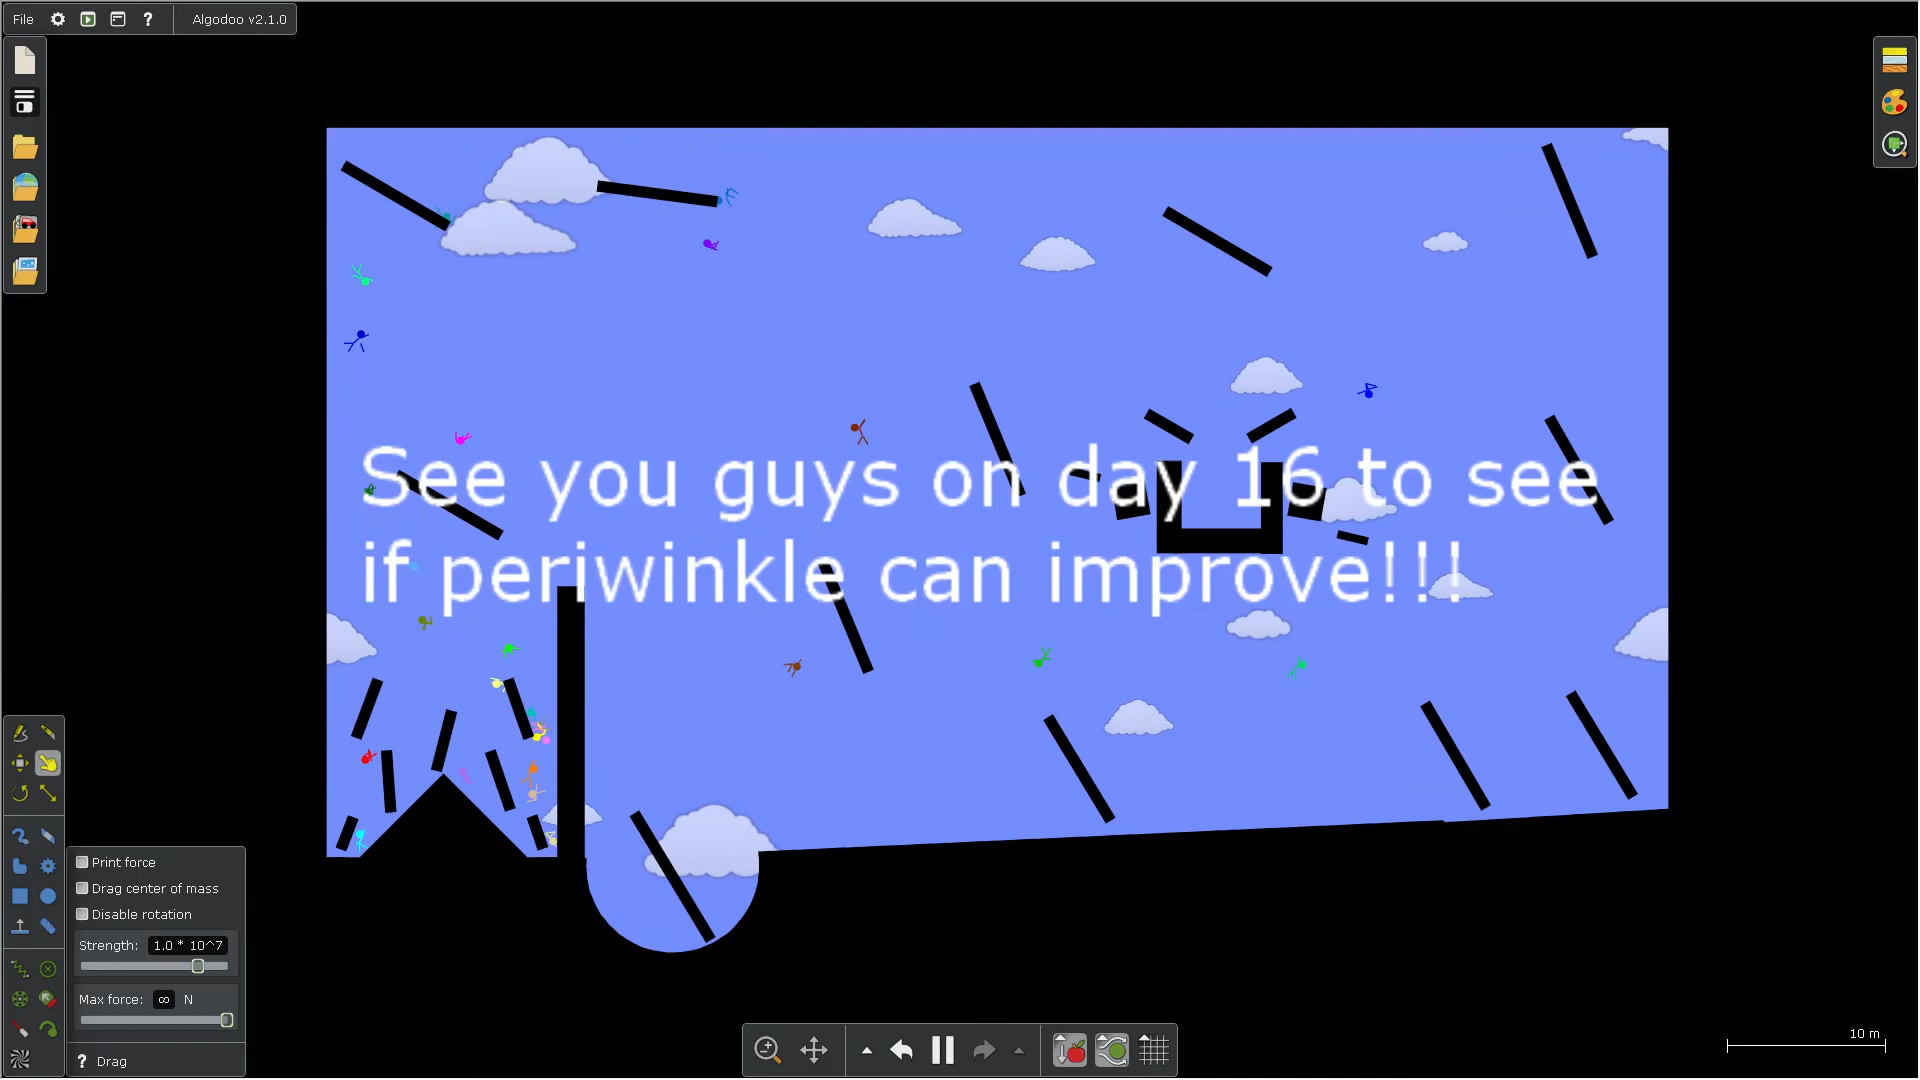 File ? Algodoo v2.1.0
See you guys on day 16 to see
if periwinkle can improve!!!
Print force
Drag center of mass
Disable rotation
Strength: 1.0 * 10^7
Max force: ∞ N
? Drag
10 m